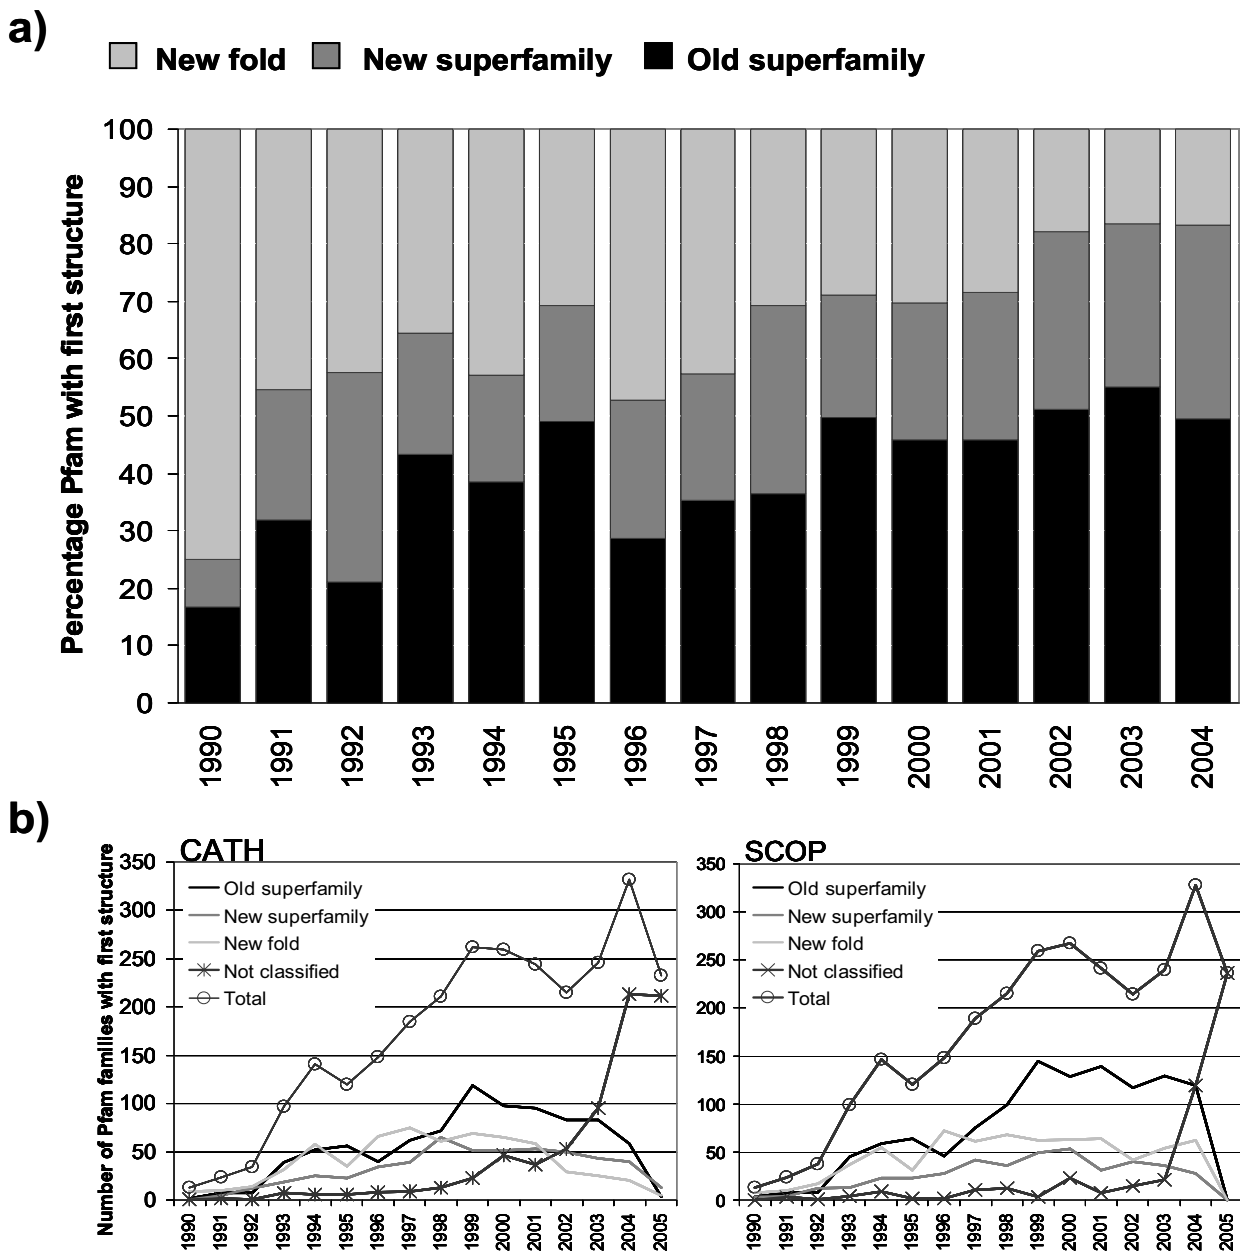 a)
New fold New superfamily Old superfamily
Percentage Pfam with first structure
100
90
80
70
60
50
40
30
20
10
0
1990 1991 1992 1993 1994 1995 1996 1997 1998 1999 2000 2001 2002 2003 2004
b)
CATH
Number of Pfam families with first structure
350
300
250
200
150
100
50
0
Old superfamily
New superfamily
New fold
Not classified
Total
1990 1991 1992 1993 1994 1995 1996 1997 1998 1999 2000 2001 2002 2003 2004 2005
SCOP
350
300
250
200
150
100
50
0
Old superfamily
New superfamily
New fold
Not classified
Total
1990 1991 1992 1993 1994 1995 1996 1997 1998 1999 2000 2001 2002 2003 2004 2005